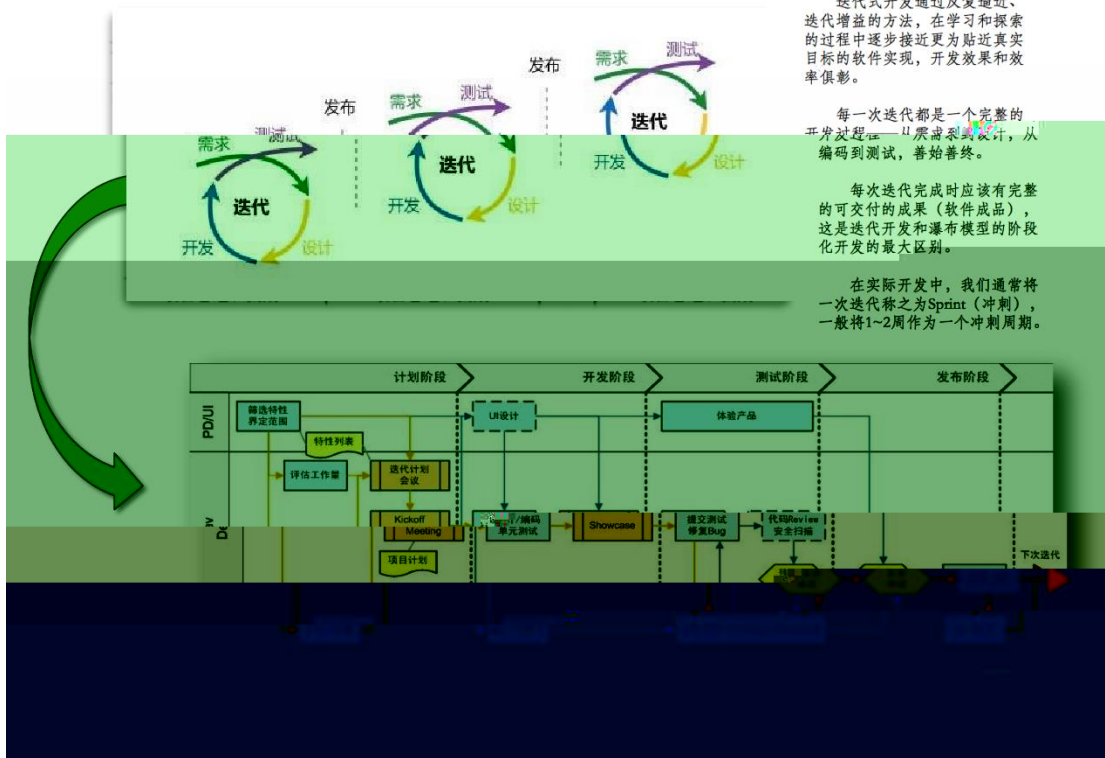 迭代式开发通过反复逼近、
迭代增益的方法，在学习和探索
的过程中逐步接近更为贴近真实
目标的软件实现，开发效果和效
率俱彰。
每一次迭代都是一个完整的
开发过程——从需求到设计，从
编码到测试，善始善终。
每次迭代完成时应该有完整
的可交付的成果（软件成品），
这是迭代开发和瀑布模型的阶段
化开发的最大区别。
在实际开发中，我们通常将
一次迭代称之为Sprint（冲刺），
一般将1~2周作为一个冲刺周期。
需求
测试
迭代
开发
设计
发布
需求
测试
迭代
开发
设计
发布
需求
测试
迭代
开发
设计
计划阶段
开发阶段
测试阶段
发布阶段
PD/UI
筛选特性
界定范围
UI设计
体验产品
特性列表
评估工作量
迭代计划
会议
Kickoff
Meeting
/编码
单元测试
Showcase
提交测试
修复Bug
代码Review
安全扫描
项目计划
下次迭代